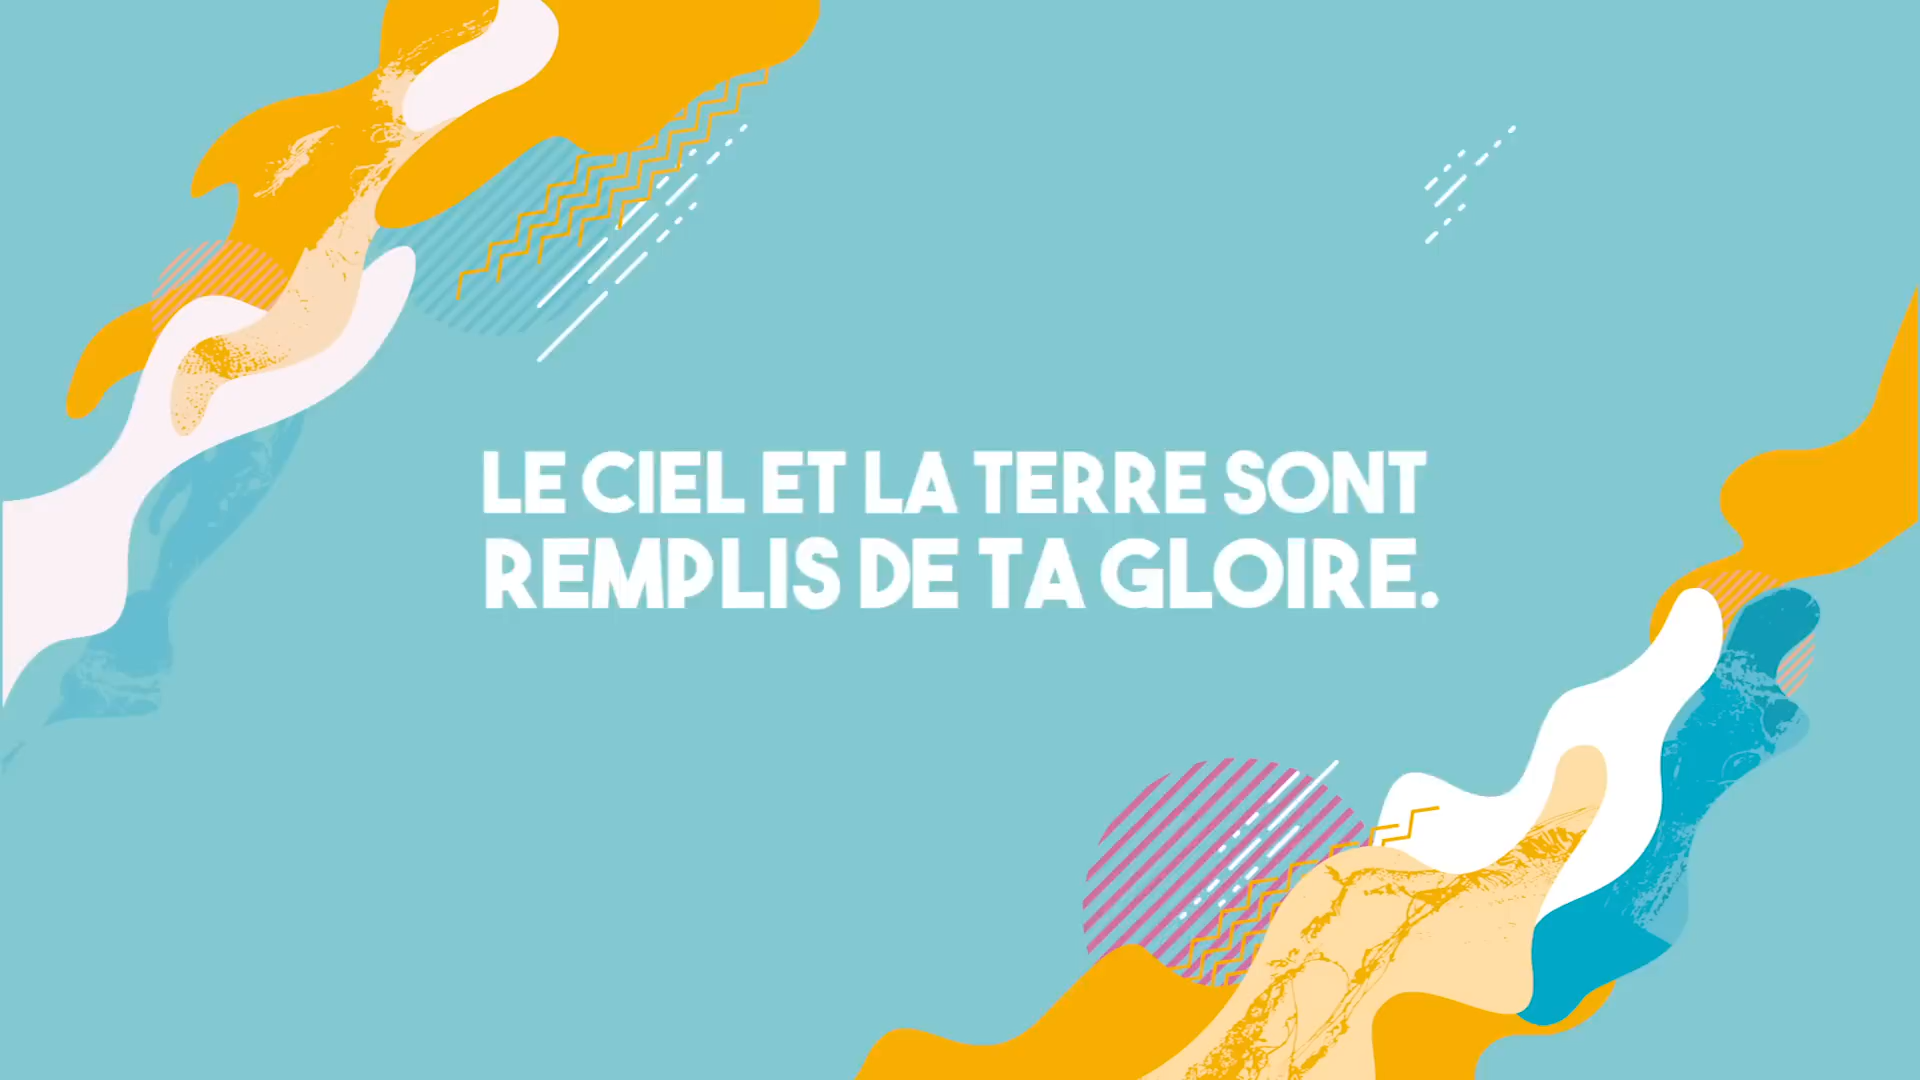 LE CIEL ET LA TERRE SONT
REMPLIS DE TA GLOIRE.